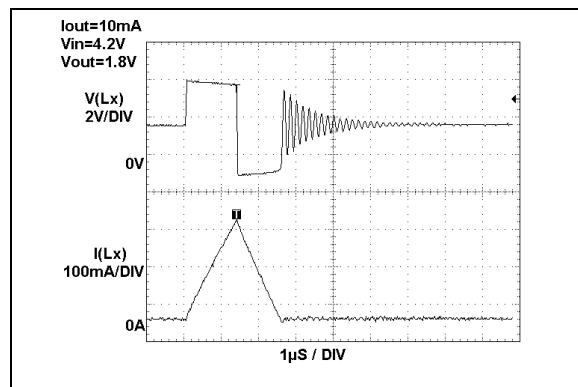 Iout=10mA
Vin=4.2V
Vout=1.8V
V(Lx)
2V/DIV
0V
T
I(Lx)
100mA/DIV
0A
1µS / DIV